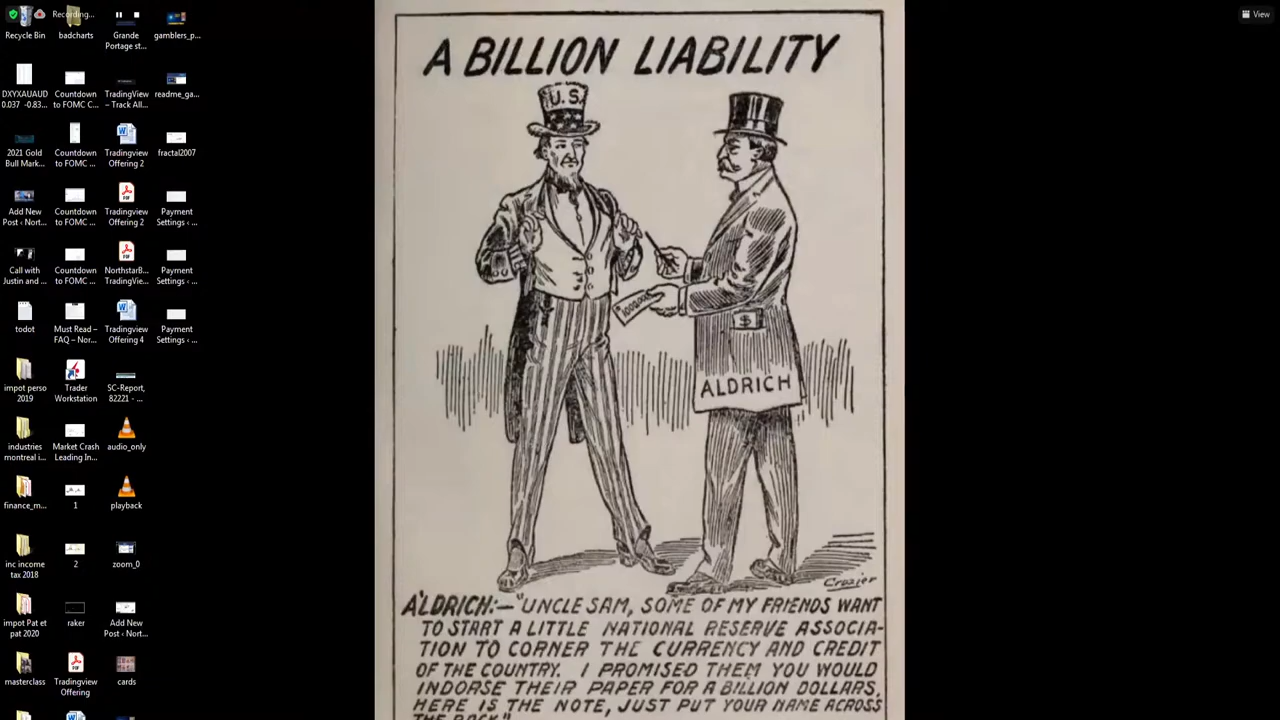 Recording...
View
Recycle Bin
badcharts
Grande Portage st...
gamblers_p...
DXYXAUAUD 0.037 -0.83...
Countdown to FOMC C...
TradingView – Track All...
readme_ga...
2021 Gold Bull Mark...
Countdown to FOMC ...
Tradingview Offering 2
fractal2007
Add New Post ‹ Nort...
Countdown to FOMC ...
Tradingview Offering 2
Payment Settings ‹ ...
Call with Justin and ...
Countdown to FOMC ...
NorthstarB... TradingVie...
Payment Settings ‹ ...
todot
Must Read – FAQ – Nor...
Tradingview Offering 4
Payment Settings ‹ ...
impot perso 2019
Trader Workstation
SC-Report, 82221 - ...
industries montreal i...
Market Crash Leading In...
audio_only
finance_m...
1
playback
inc income tax 2018
2
zoom_0
impot Pat et pat 2020
raker
Add New Post ‹ Nort...
masterclass
Tradingview Offering
cards
A BILLION LIABILITY
U.S.
$
ALDRICH
Crozier
ALDRICH:—"UNCLE SAM, SOME OF MY FRIENDS WANT
TO START A LITTLE NATIONAL RESERVE ASSOCIA-
TION TO CORNER THE CURRENCY AND CREDIT
OF THE COUNTRY. I PROMISED THEM YOU WOULD
INDORSE THEIR PAPER FOR A BILLION DOLLARS.
HERE IS THE NOTE, JUST PUT YOUR NAME ACROSS
THE BACK."